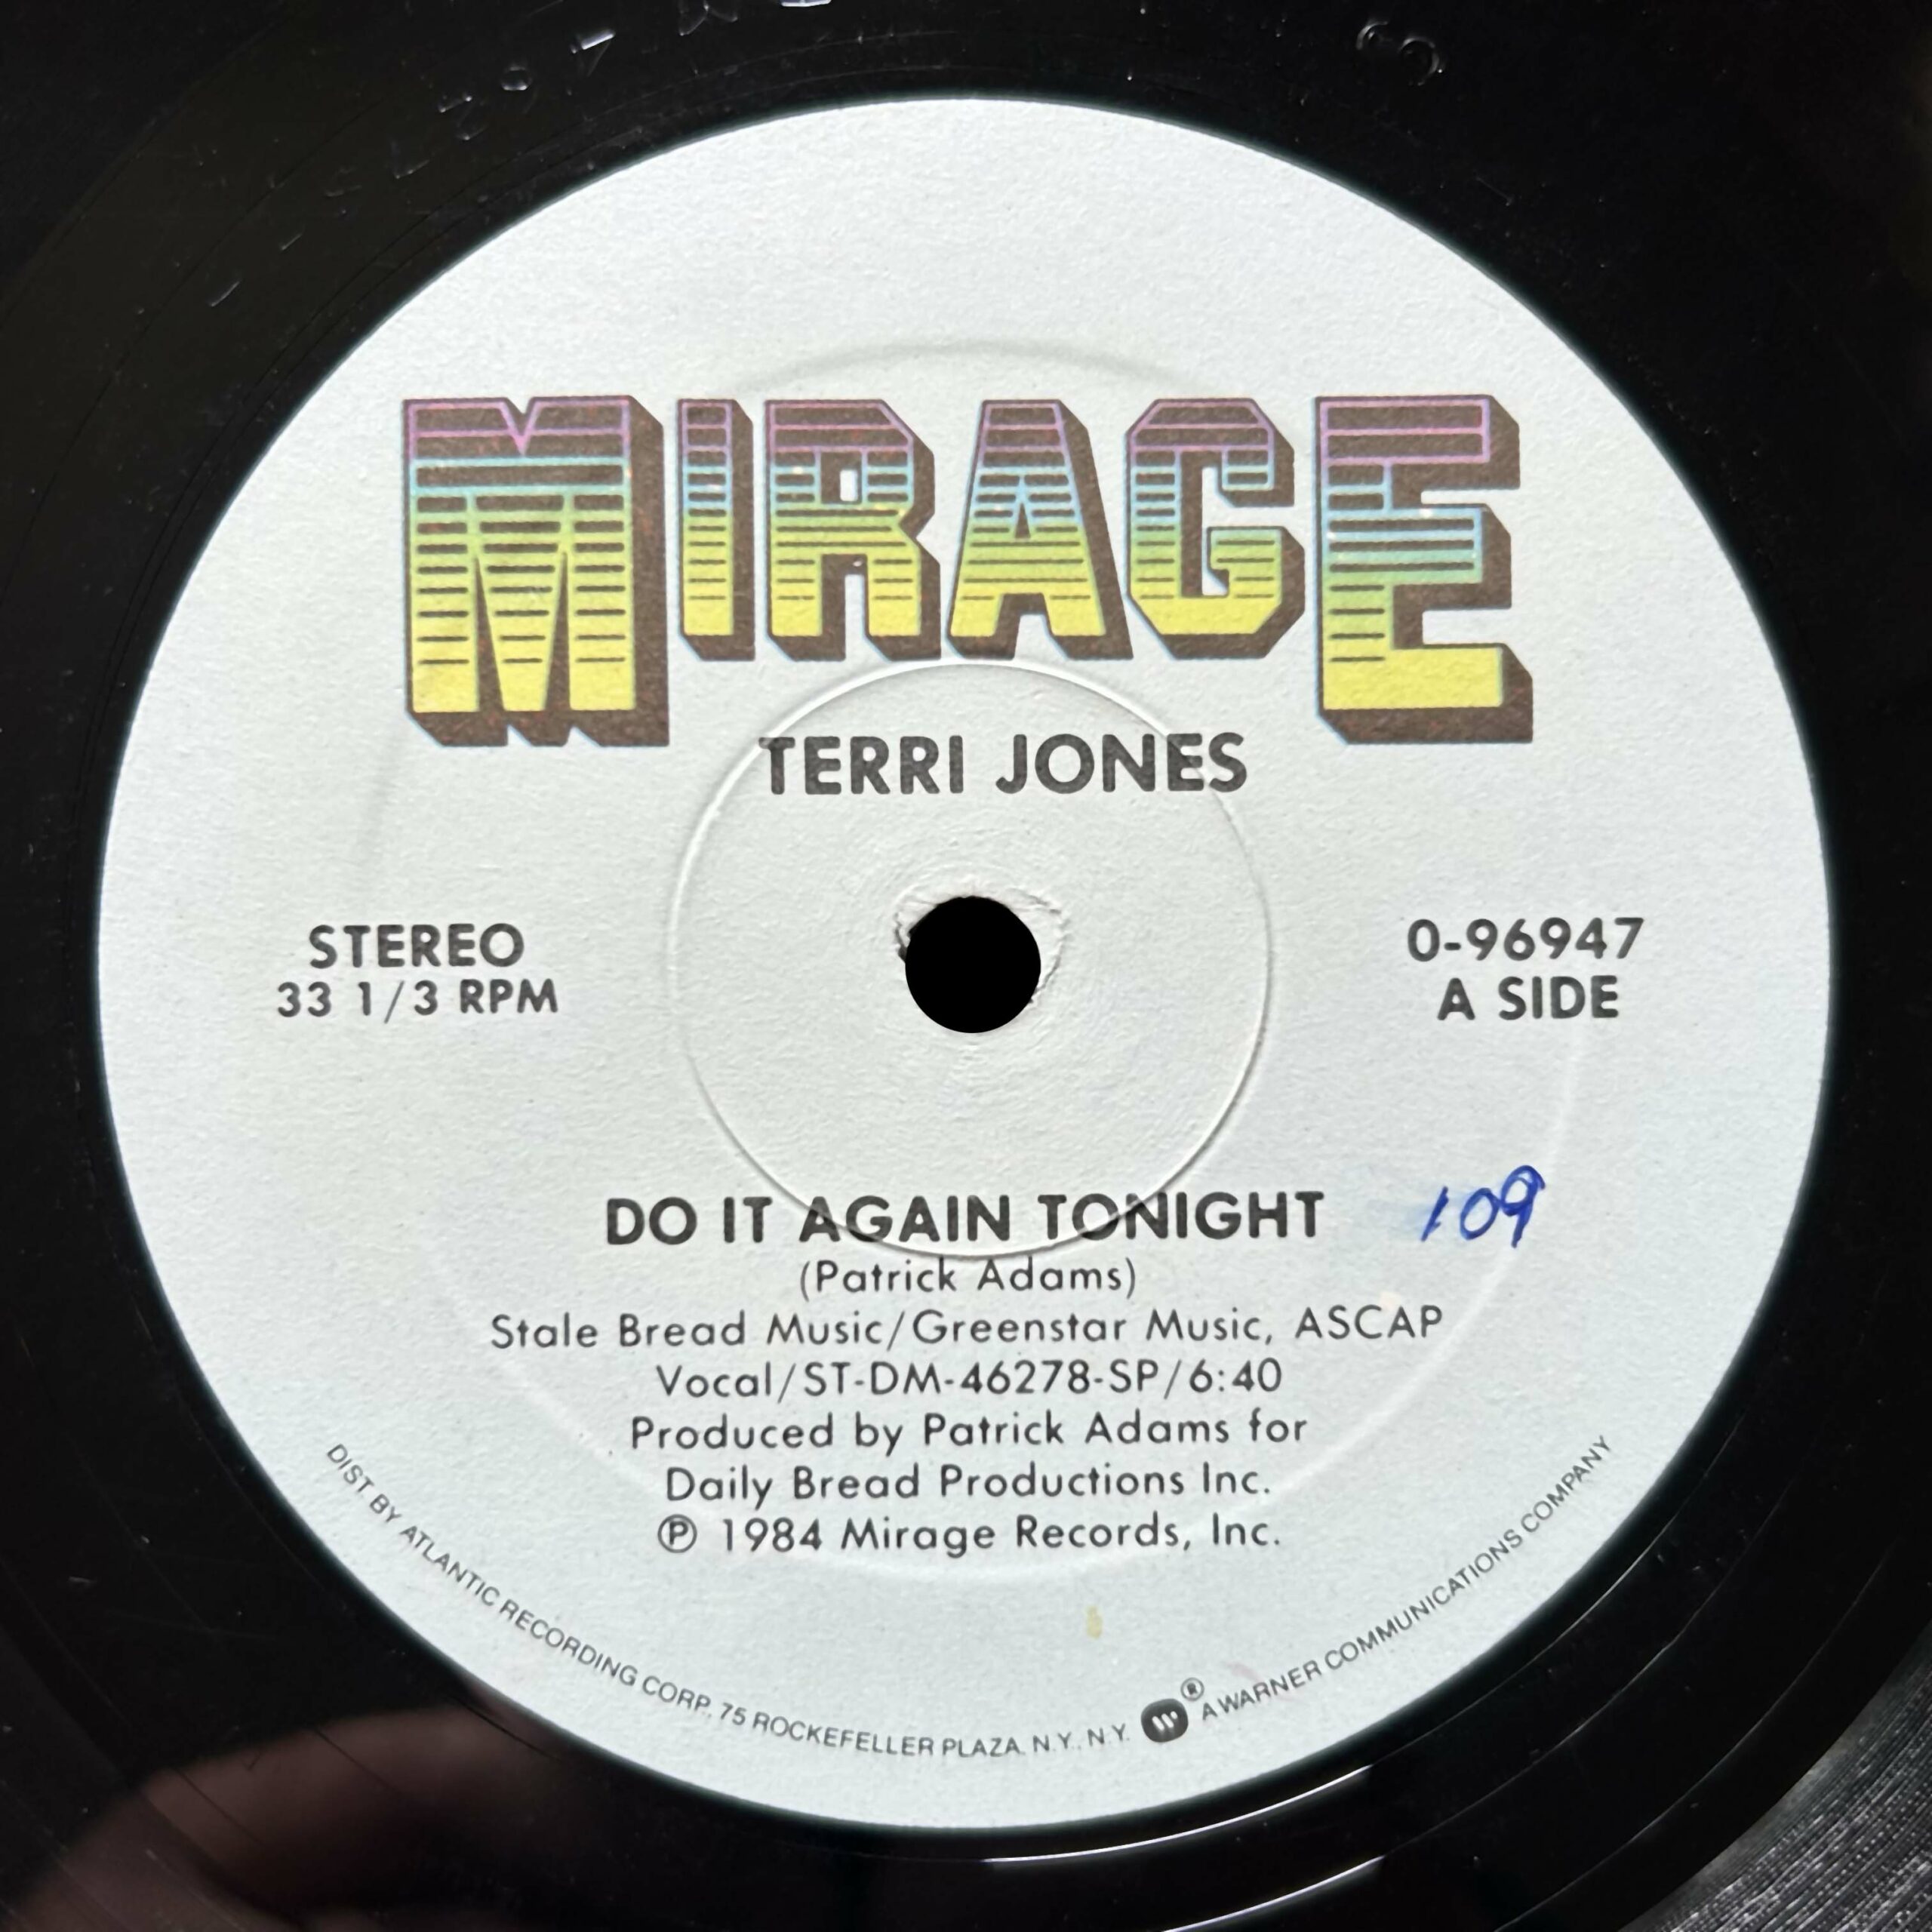 MIRAGE
TERRI JONES
STEREO
33 1/3 RPM
0-96947
A SIDE
DO IT AGAIN TONIGHT
109
(Patrick Adams)
Stale Bread Music/Greenstar Music, ASCAP
Vocal/ST-DM-46278-SP/6:40
Produced by Patrick Adams for
Daily Bread Productions Inc.
Ⓟ 1984 Mirage Records, Inc.
DIST BY ATLANTIC RECORDING CORP., 75 ROCKEFELLER PLAZA. N.Y., N.Y. ® A WARNER COMMUNICATIONS COMPANY